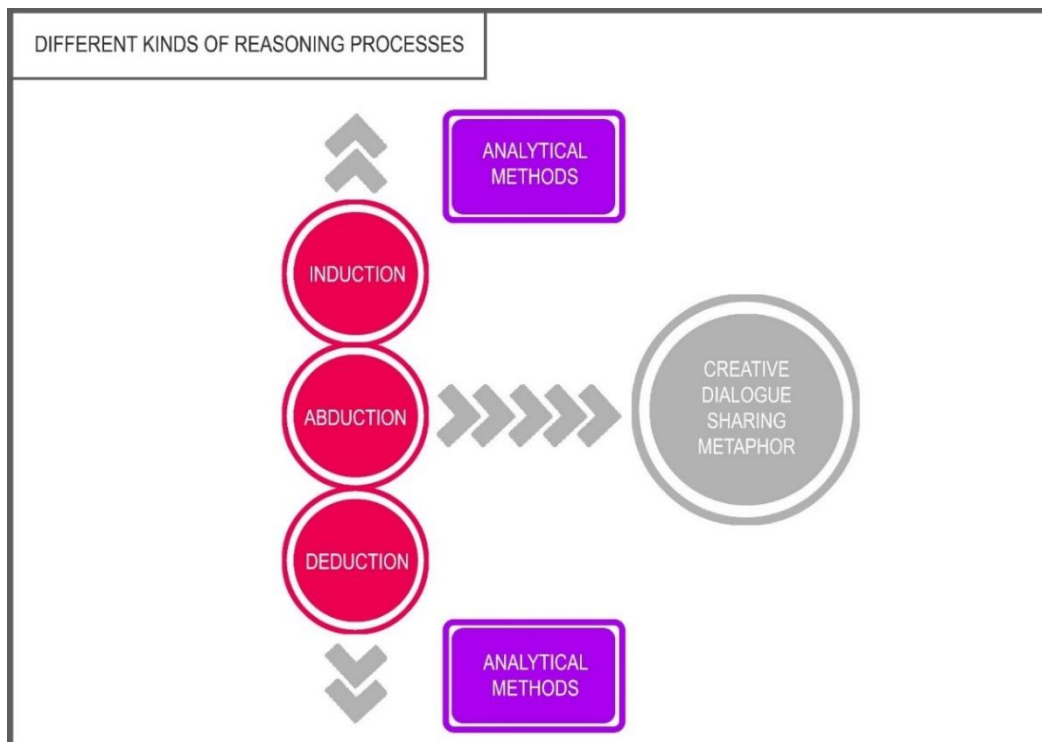 DIFFERENT KINDS OF REASONING PROCESSES
ANALYTICAL
METHODS
INDUCTION
ABDUCTION
CREATIVE
DIALOGUE
SHARING
METAPHOR
DEDUCTION
ANALYTICAL
METHODS